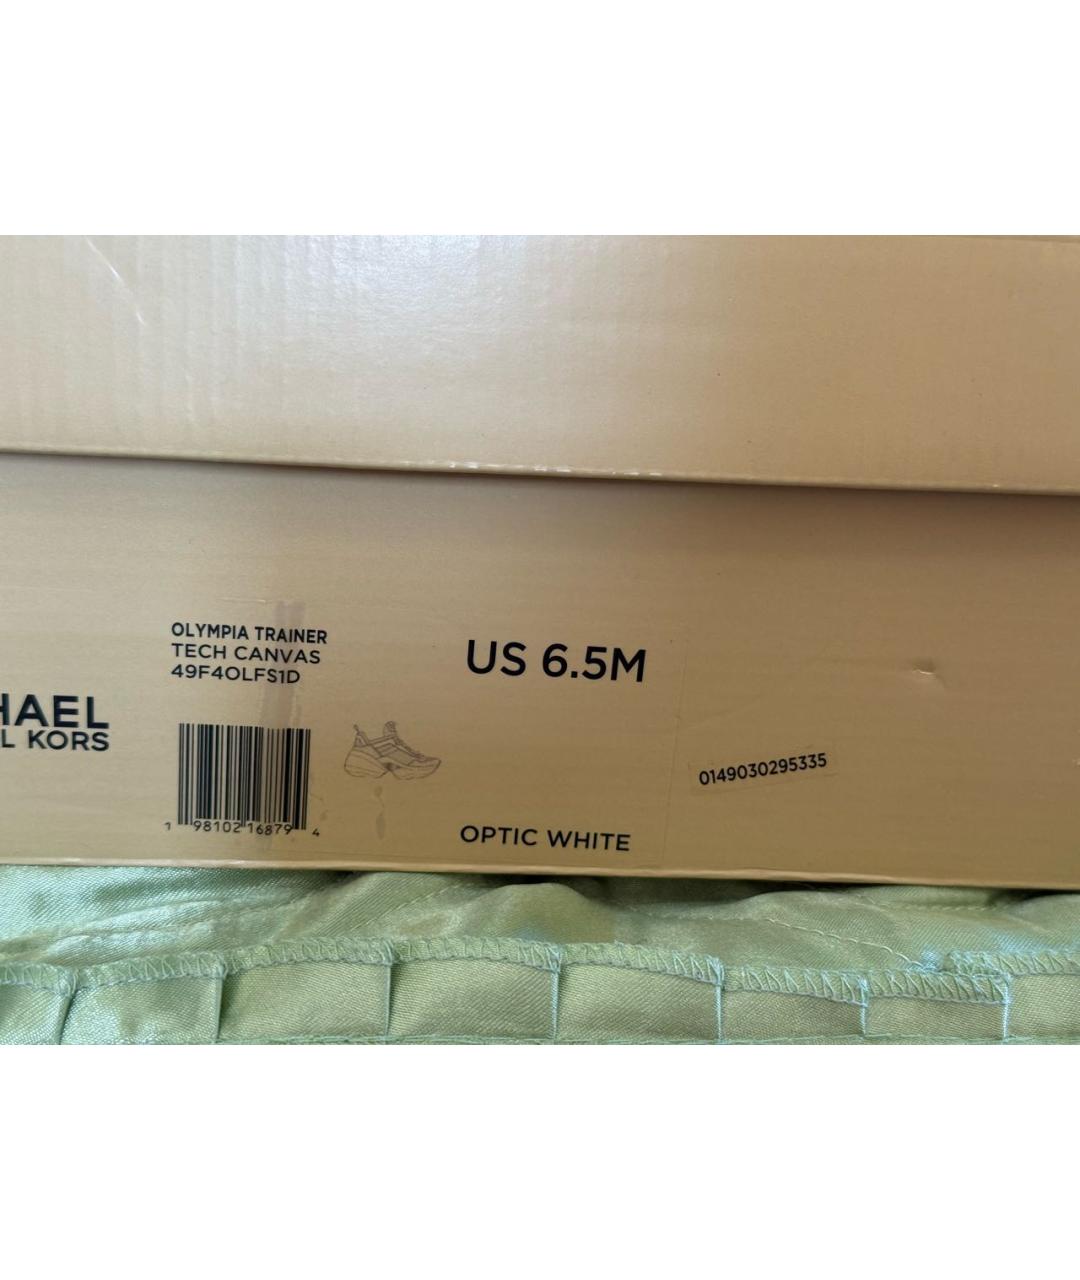 OLYMPIA TRAINER
TECH CANVAS
49F4OLFS1D
US 6.5M
HAEL
L KORS
0149030295335
1 98102 16879 4
OPTIC WHITE